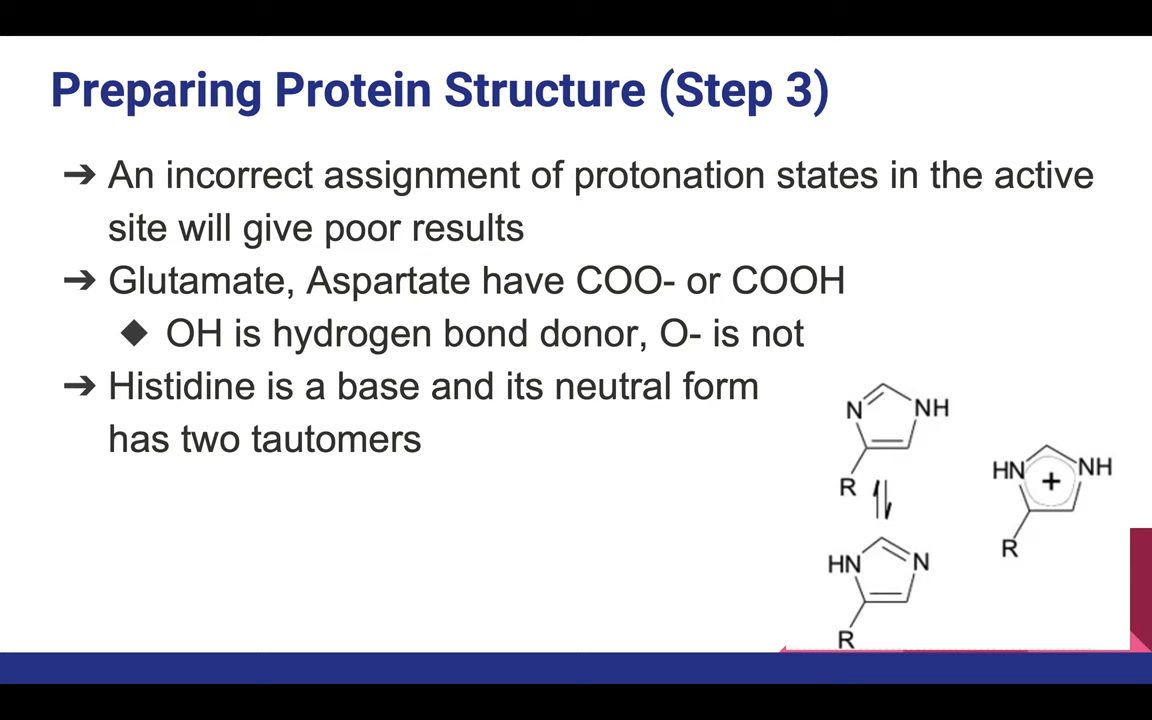 Preparing Protein Structure (Step 3)
➔ An incorrect assignment of protonation states in the active
site will give poor results
➔ Glutamate, Aspartate have COO- or COOH
◆ OH is hydrogen bond donor, O- is not
➔ Histidine is a base and its neutral form
has two tautomers
N NH
R
HN NH
+
R
HN N
R